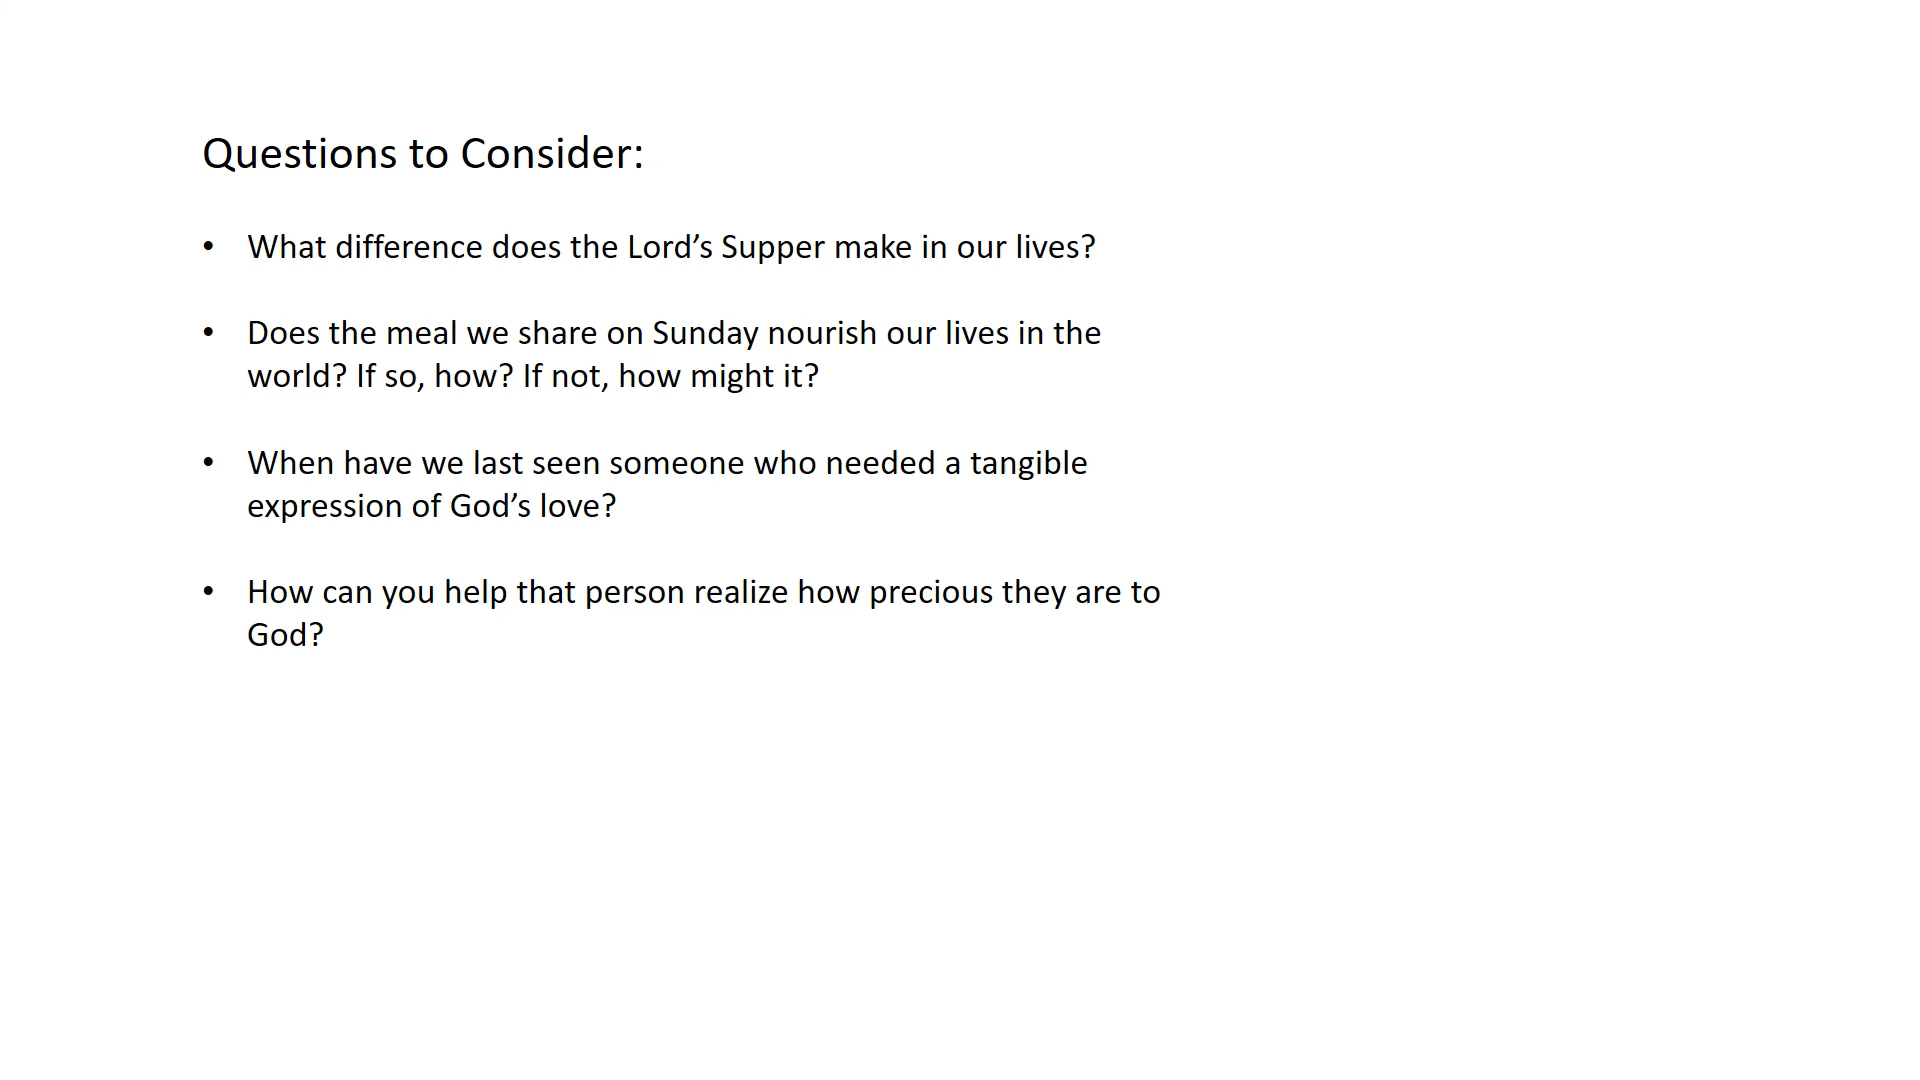 Questions to Consider:
• What difference does the Lord’s Supper make in our lives?
• Does the meal we share on Sunday nourish our lives in the
world? If so, how? If not, how might it?
• When have we last seen someone who needed a tangible
expression of God’s love?
• How can you help that person realize how precious they are to
God?